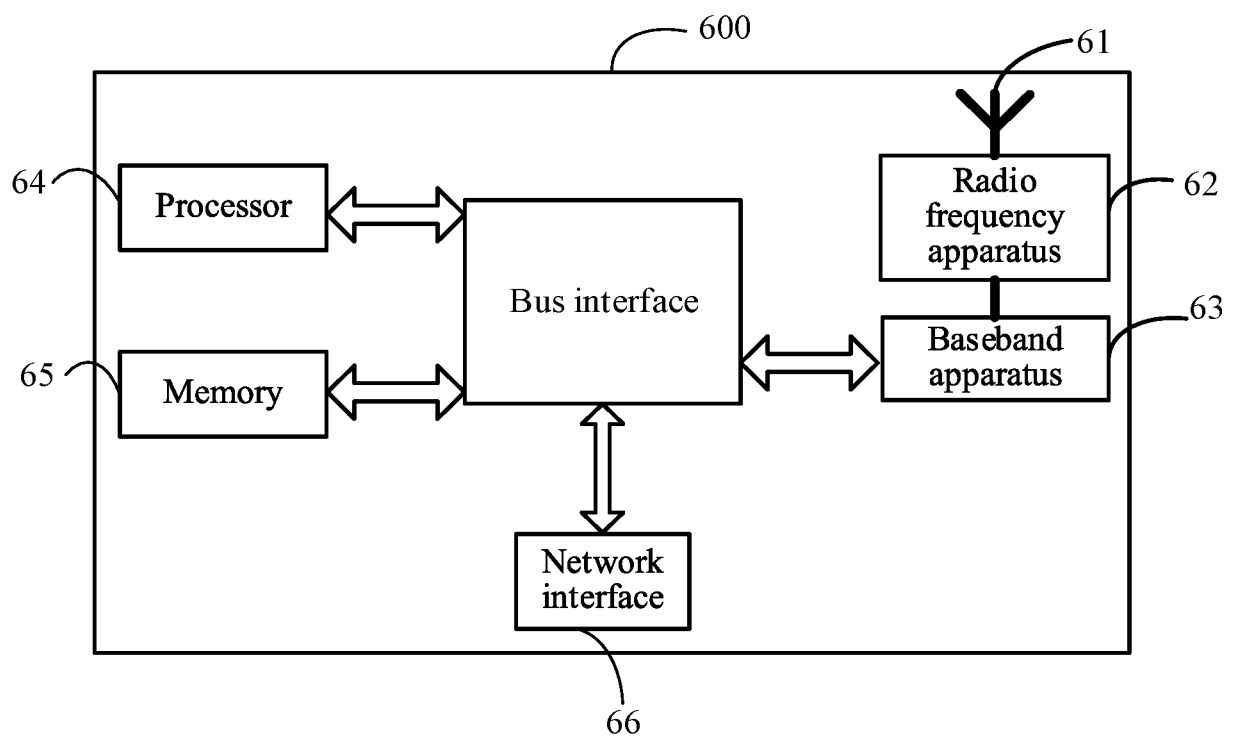 600
61
64
Processor
Radio
frequency
apparatus
62
Bus interface
63
Baseband
apparatus
65
Memory
Network
interface
66